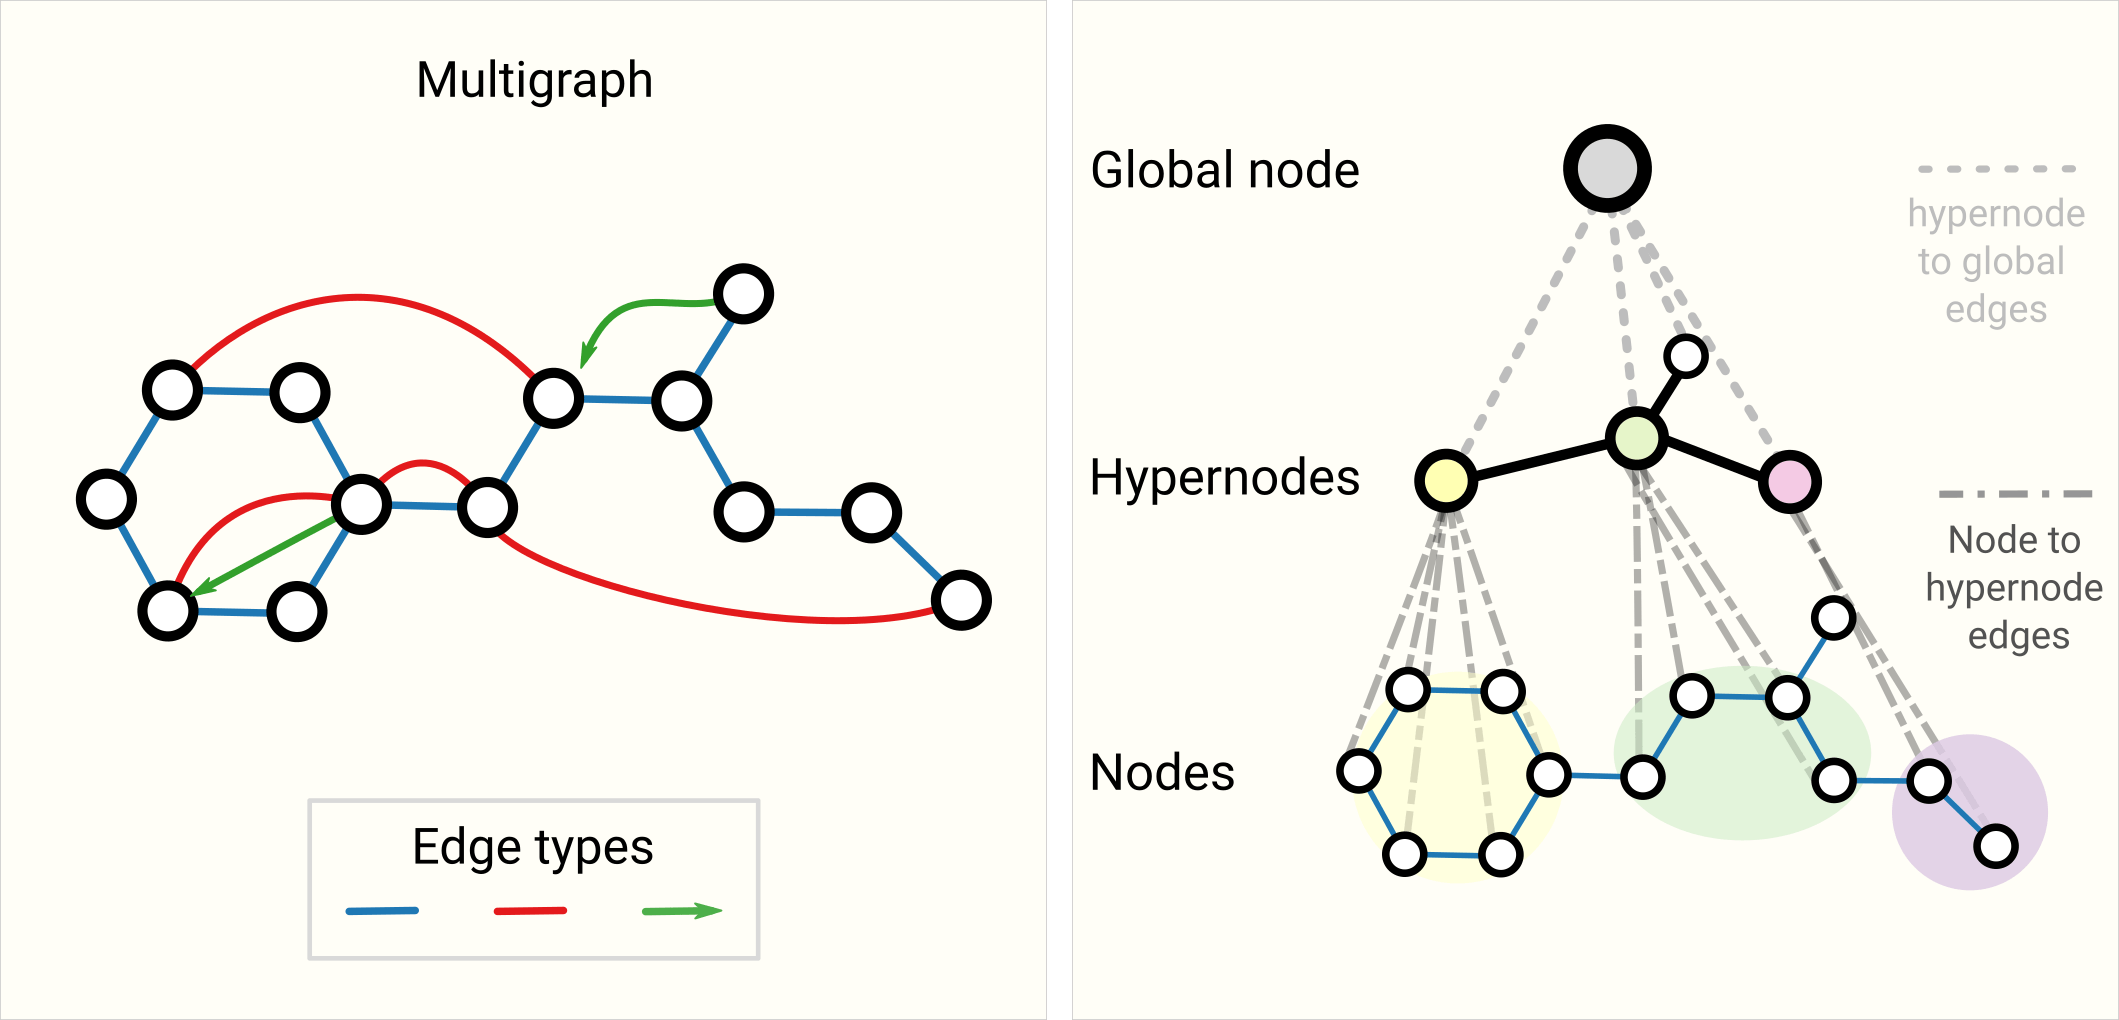 Multigraph
Edge types
Global node
hypernode
to global
edges
Hypernodes
Node to
hypernode
edges
Nodes